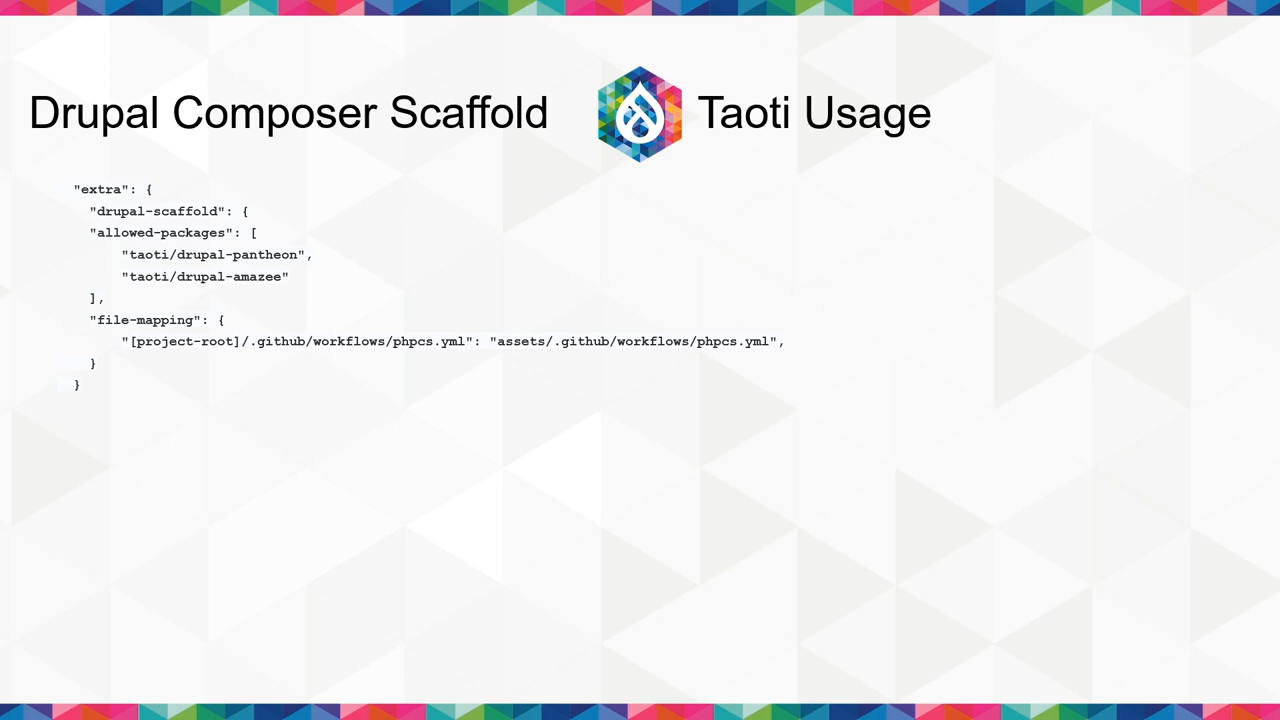 Drupal Composer Scaffold Taoti Usage
"extra": {
"drupal-scaffold": {
"allowed-packages": [
"taoti/drupal-pantheon",
"taoti/drupal-amazee"
],
"file-mapping": {
"[project-root]/.github/workflows/phpcs.yml": "assets/.github/workflows/phpcs.yml",
}
}